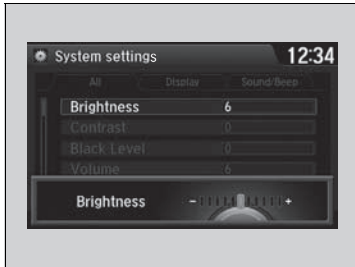 System settings 12:34
All Display Sound/Beep
Brightness 6
Contrast 0
Black Level 0
Volume 6
Brightness - +